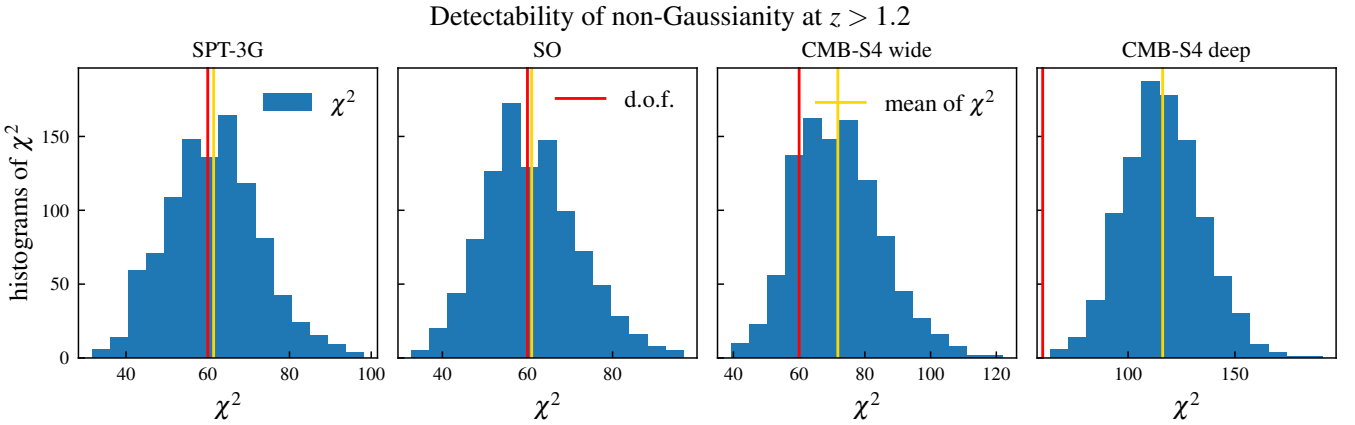 Detectability of non-Gaussianity at z > 1.2
SPT-3G
SO
CMB-S4 wide
CMB-S4 deep
histograms of χ²
150
100
50
0
χ²
d.o.f.
mean of χ²
40 60 80 100
40 60 80
40 60 80 100 120
100 150
χ²
χ²
χ²
χ²